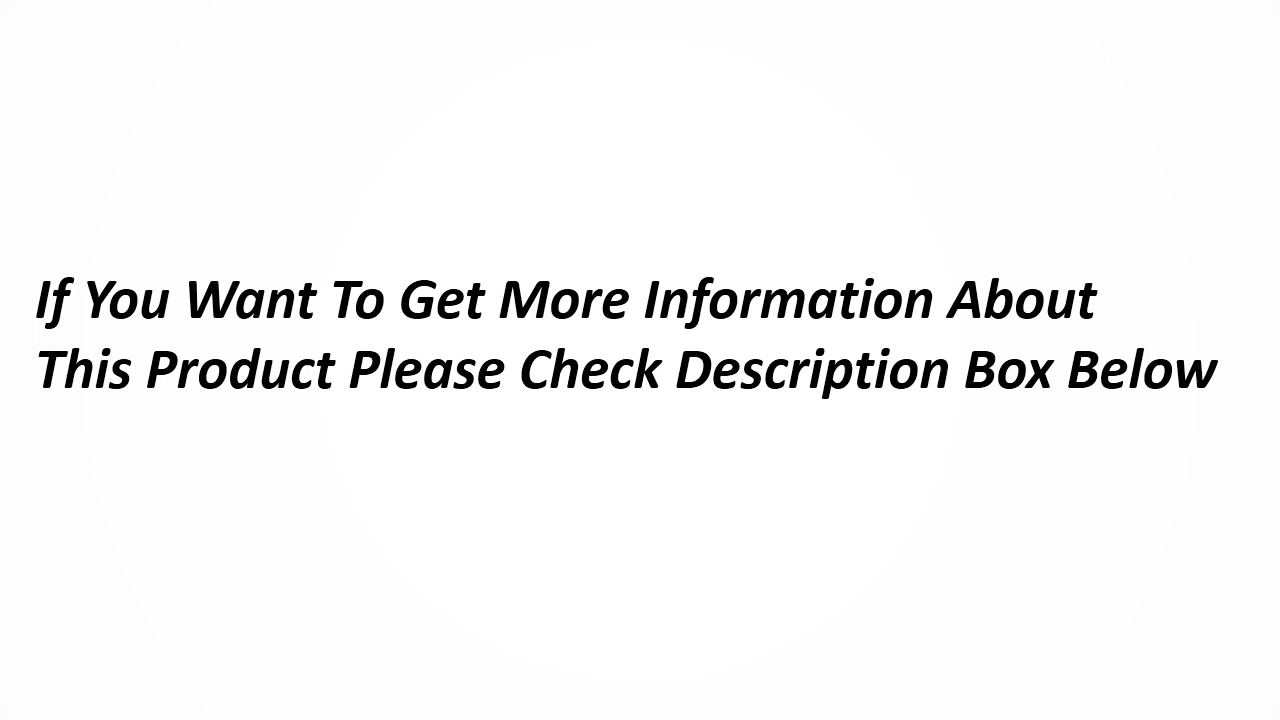 If You Want To Get More Information About
This Product Please Check Description Box Below